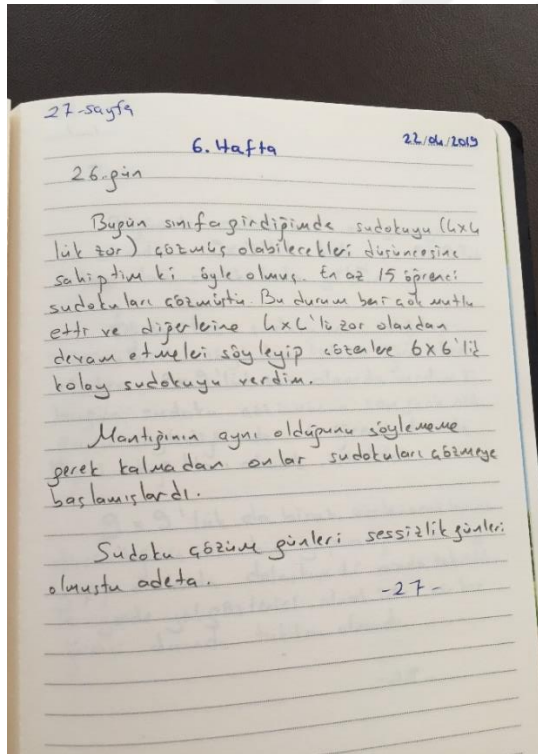 27-sayfa
6. Hafta
22/04/2019
26.gün
Bugün sınıfa girdiğimde sudokuyu (4x4
lük zor) çözmüş olabilecekleri düşüncesine
sahiptim ki öyle olmuş. En az 15 öğrenci
sudokuları çözmüştü. Bu durum beni çok mutlu
etti ve diğerlerine 4x4'lü zor olandan
devam etmeleri söyleyip çözenlere 6x6'lık
kolay sudokuyu verdim.
Mantığının aynı olduğunu söylememe
gerek kalmadan onlar sudokuları çözmeye
başlamışlardı.
Sudoku çözüm günleri sessizlik günleri
olmuştu adeta.
-27-